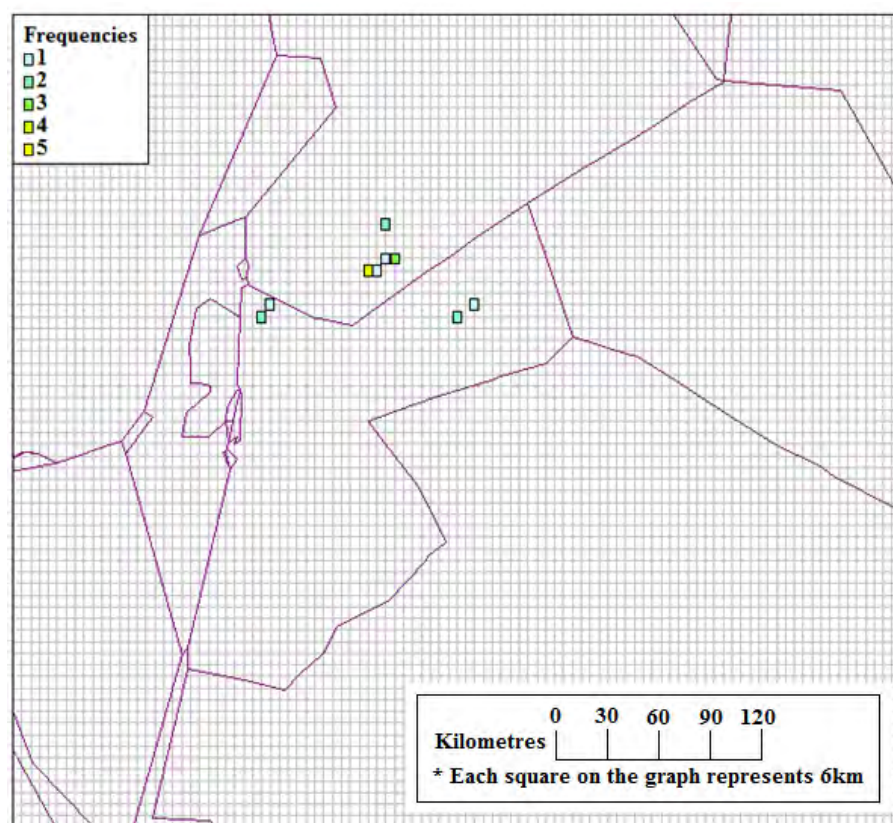 Frequencies
1
2
3
4
5
0 30 60 90 120
Kilometres
* Each square on the graph represents 6km